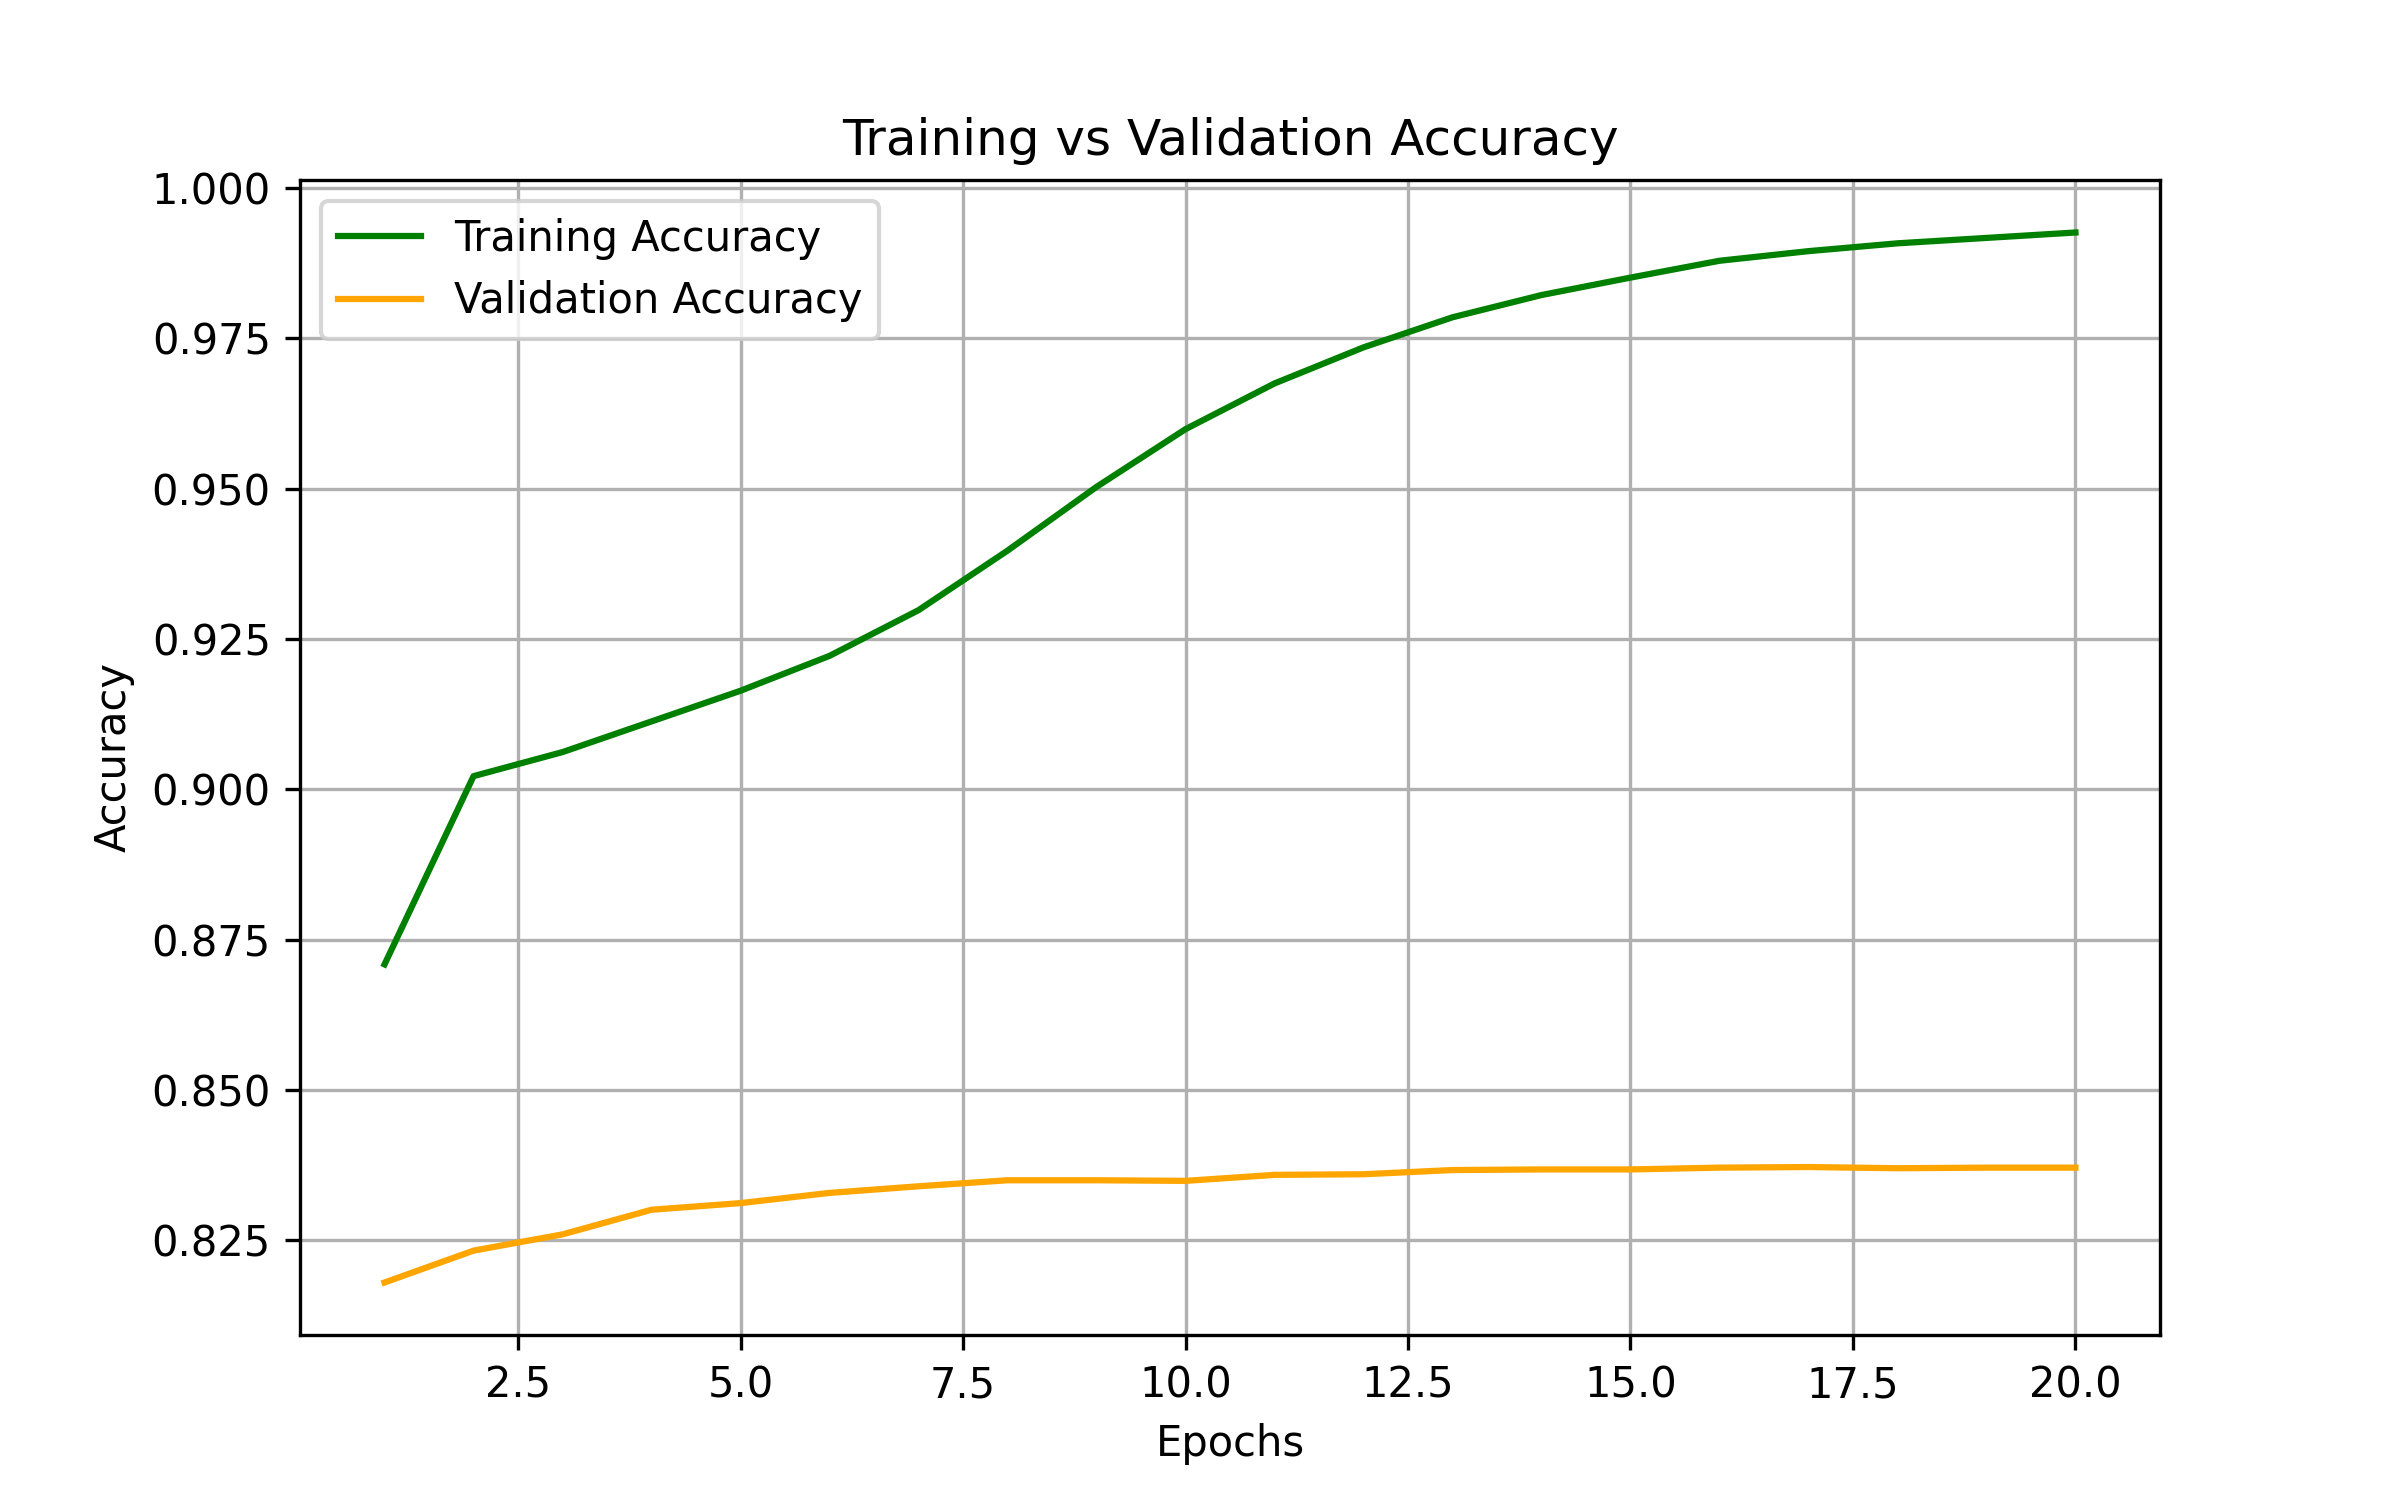 Training vs Validation Accuracy
1.000
Training Accuracy
Validation Accuracy
0.975
0.950
0.925
0.900
0.875
0.850
0.825
Accuracy
2.5 5.0 7.5 10.0 12.5 15.0 17.5 20.0
Epochs